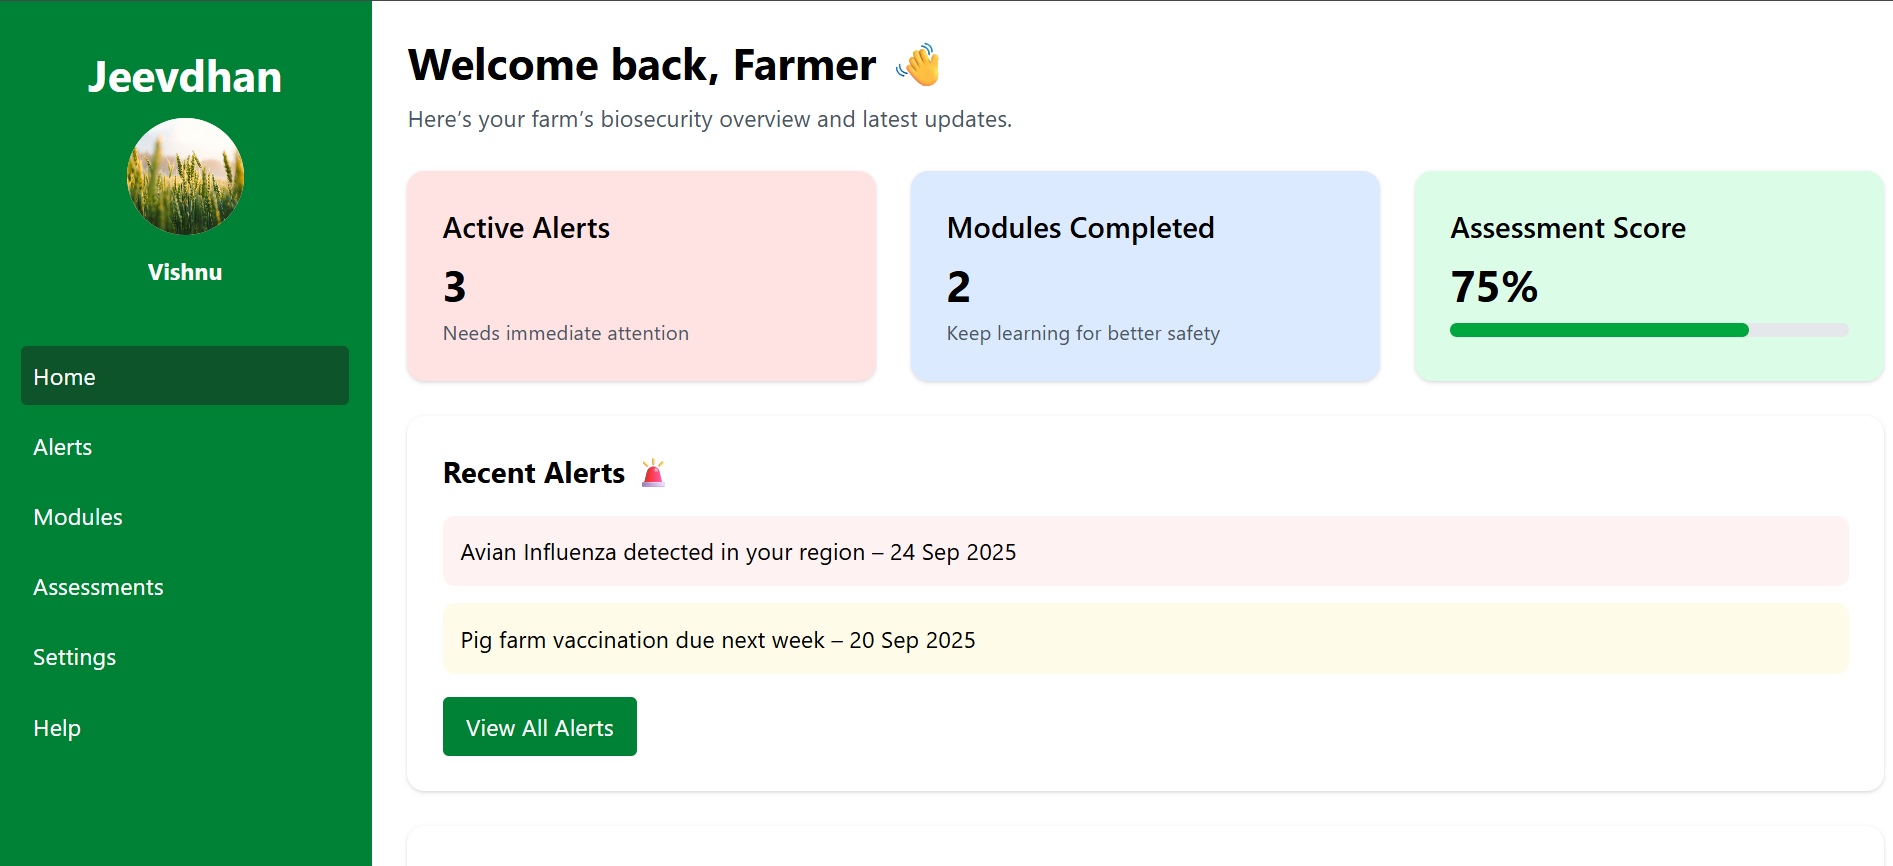 Jeevdhan
Vishnu
Home
Alerts
Modules
Assessments
Settings
Help
Welcome back, Farmer 👋
Here’s your farm’s biosecurity overview and latest updates.
Active Alerts
3
Needs immediate attention
Modules Completed
2
Keep learning for better safety
Assessment Score
75%
Recent Alerts 🚨
Avian Influenza detected in your region – 24 Sep 2025
Pig farm vaccination due next week – 20 Sep 2025
View All Alerts